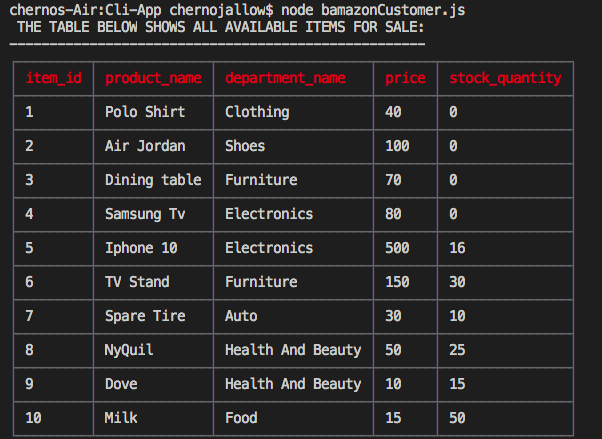 chernos-Air:Cli-App chernojallow$ node bamazonCustomer.js
THE TABLE BELOW SHOWS ALL AVAILABLE ITEMS FOR SALE:
item_id product_name department_name price stock_quantity
1 Polo Shirt Clothing 40 0
2 Air Jordan Shoes 100 0
3 Dining table Furniture 70 0
4 Samsung Tv Electronics 80 0
5 Iphone 10 Electronics 500 16
6 TV Stand Furniture 150 30
7 Spare Tire Auto 30 10
8 NyQuil Health And Beauty 50 25
9 Dove Health And Beauty 10 15
10 Milk Food 15 50